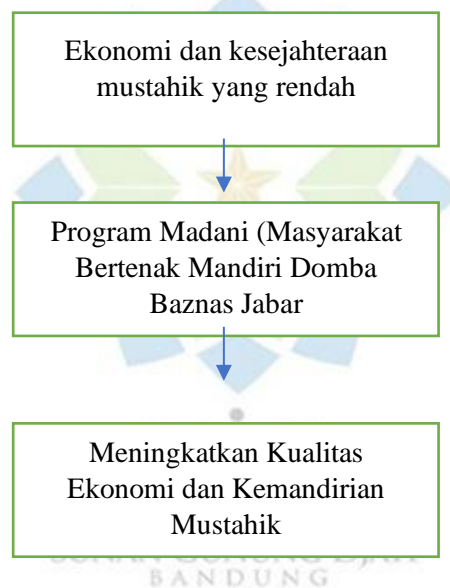 Ekonomi dan kesejahteraan
mustahik yang rendah
Program Madani (Masyarakat
Bertenak Mandiri Domba
Baznas Jabar
Meningkatkan Kualitas
Ekonomi dan Kemandirian
Mustahik
BANDUNG